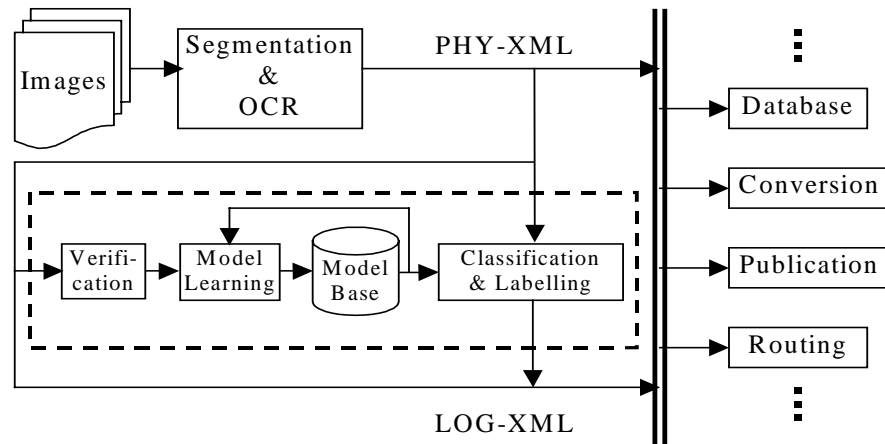 Images
Segmentation
&
OCR
PHY-XML
Database
Conversion
Publication
Routing
Verifi-
cation
Model
Learning
Model
Base
Classification
& Labelling
LOG-XML